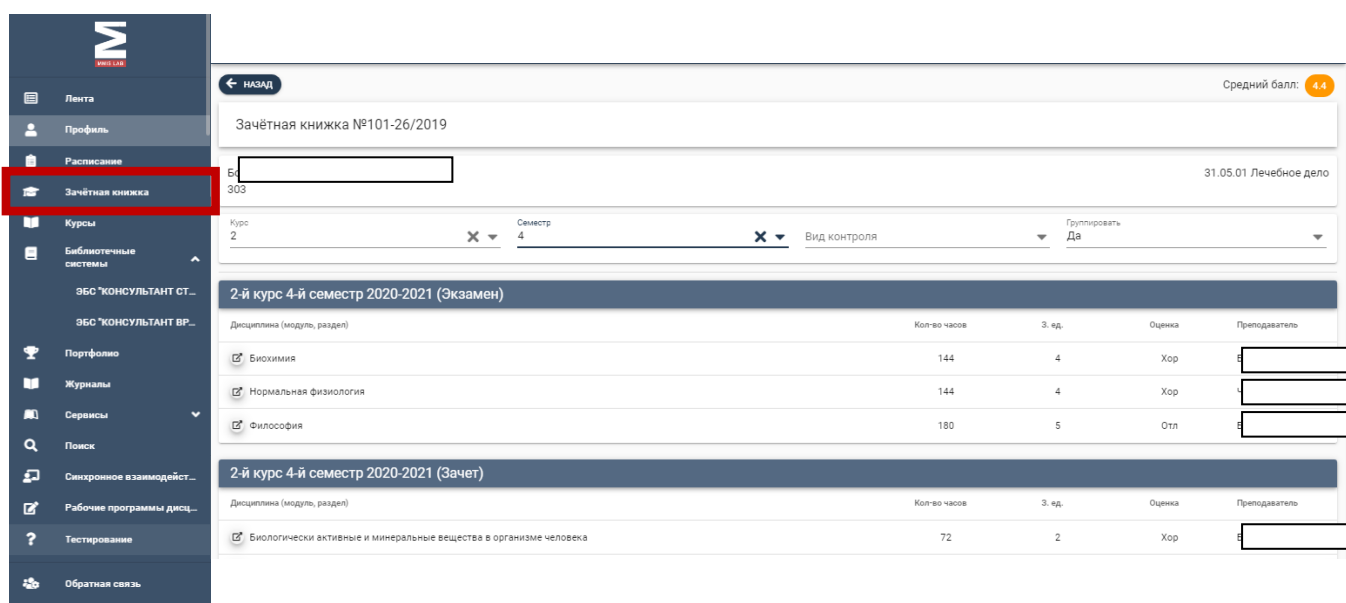 M
MMIS LAB
Лента
Профиль
Расписание
Зачётная книжка
Курсы
Библиотечные
системы
ЭБС "КОНСУЛЬТАНТ СТ...
ЭБС "КОНСУЛЬТАНТ ВР...
Портфолио
Журналы
Сервисы
Поиск
Синхронное взаимодейст...
Рабочие программы дисц...
Тестирование
Обратная связь
НАЗАД
Средний балл: 4.4
Зачётная книжка №101-26/2019
31.05.01 Лечебное дело
303
Курс Семестр Группировать
2 4 Вид контроля Да
2-й курс 4-й семестр 2020-2021 (Экзамен)
Дисциплина (модуль, раздел) Кол-во часов З. ед. Оценка Преподаватель
Биохимия 144 4 Хор
Нормальная физиология 144 4 Хор
Философия 180 5 Отл
2-й курс 4-й семестр 2020-2021 (Зачет)
Дисциплина (модуль, раздел) Кол-во часов З. ед. Оценка Преподаватель
Биологически активные и минеральные вещества в организме человека 72 2 Хор